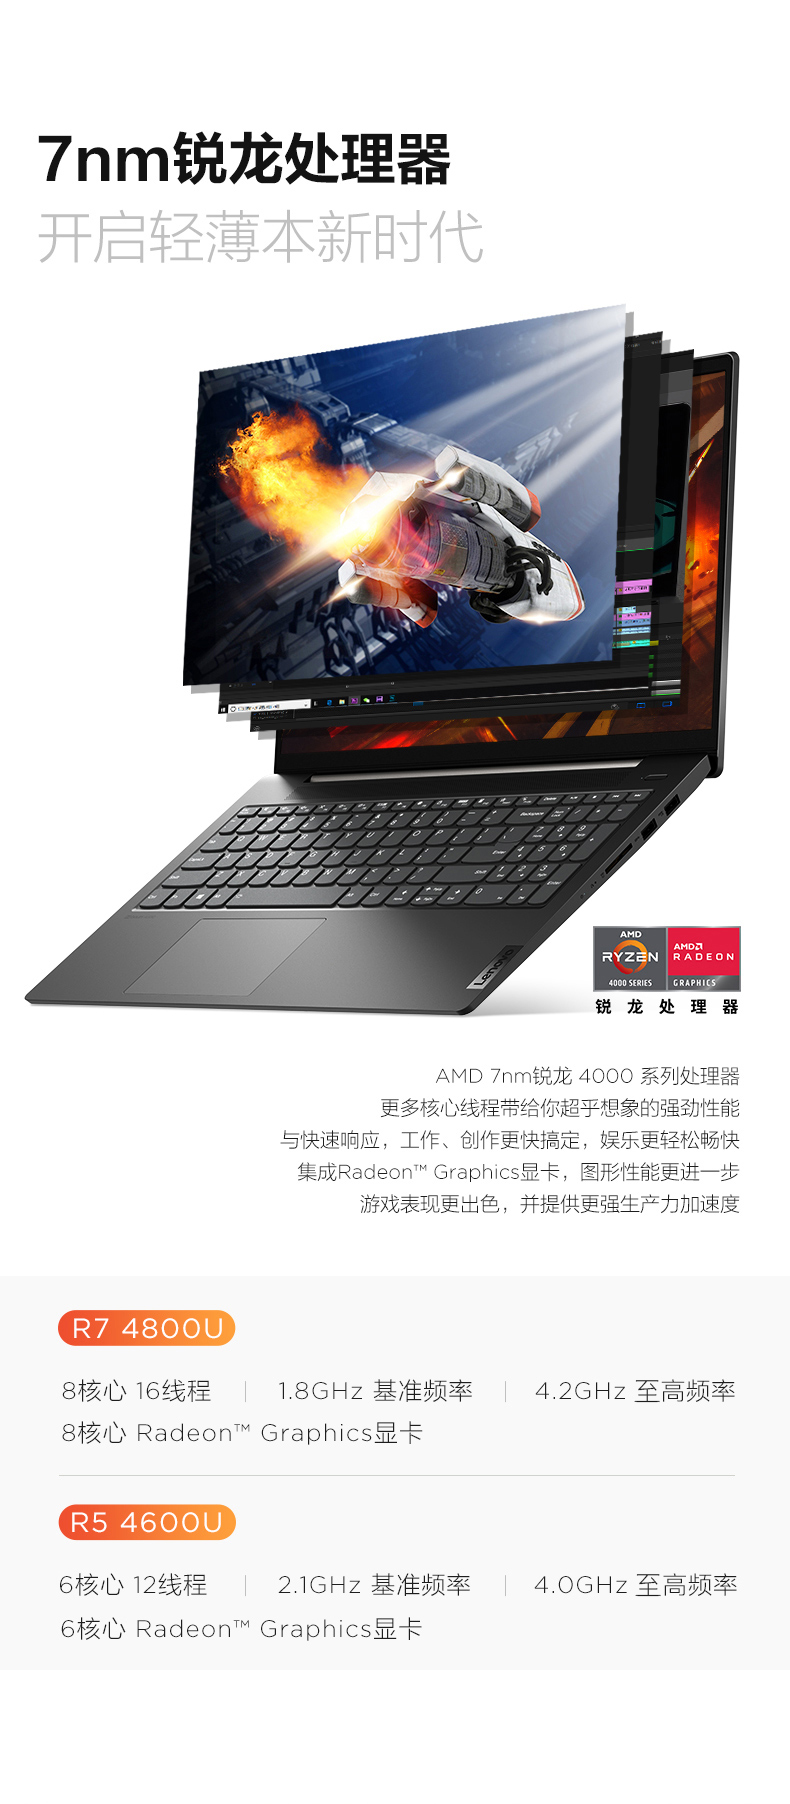 7nm锐龙处理器
开启轻薄本新时代
Lenovo
AMD
RYZEN
4000 SERIES
AMD
RADEON
GRAPHICS
锐龙处理器
AMD 7nm锐龙 4000 系列处理器
更多核心线程带给你超乎想象的强劲性能
与快速响应，工作、创作更快搞定，娱乐更轻松畅快
集成Radeon™ Graphics显卡，图形性能更进一步
游戏表现更出色，并提供更强生产力加速度
R7 4800U
8核心 16线程 | 1.8GHz 基准频率 | 4.2GHz 至高频率
8核心 Radeon™ Graphics显卡
R5 4600U
6核心 12线程 | 2.1GHz 基准频率 | 4.0GHz 至高频率
6核心 Radeon™ Graphics显卡